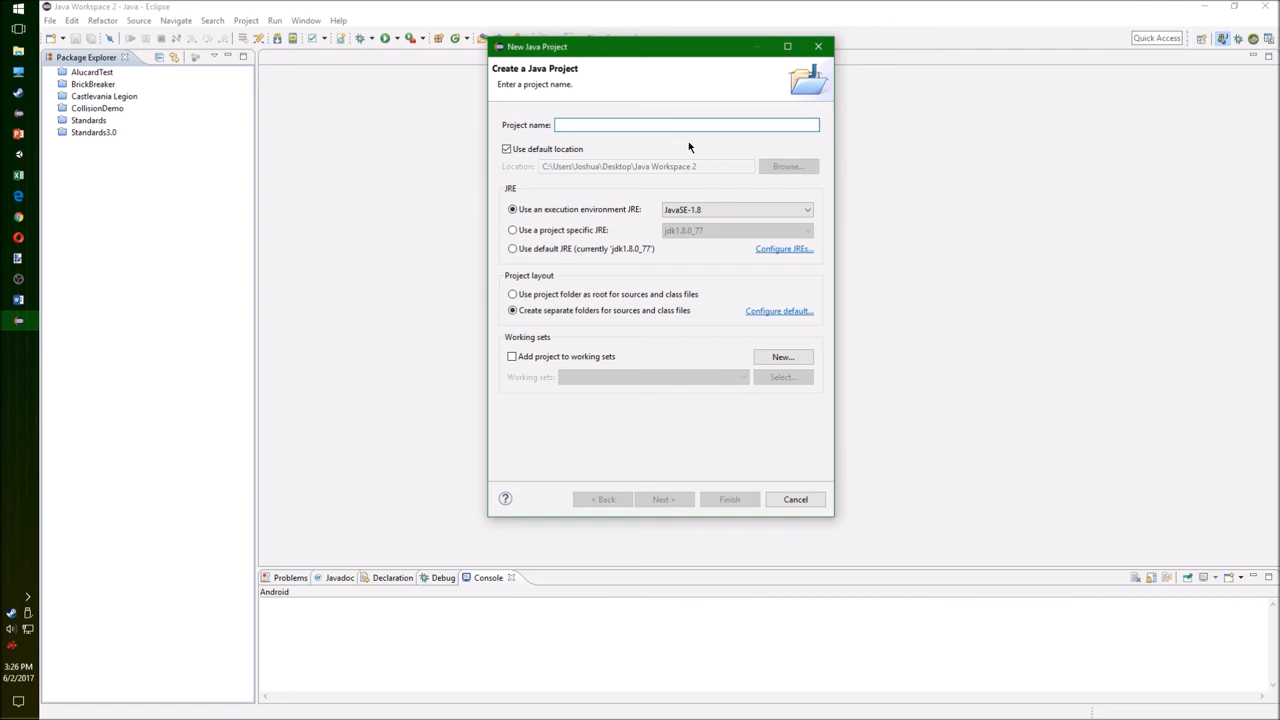 Java Workspace 2 - Java - Eclipse
File Edit Refactor Source Navigate Search Project Run Window Help
Quick Access
Package Explorer
AlucardTest
BrickBreaker
Castlevania Legion
CollisionDemo
Standards
Standards3.0
New Java Project
Create a Java Project
Enter a project name.
Project name:
Use default location
Location: C:\Users\Joshua\Desktop\Java Workspace 2 Browse...
JRE
Use an execution environment JRE: JavaSE-1.8
Use a project specific JRE: jdk1.8.0_77
Use default JRE (currently 'jdk1.8.0_77') Configure JREs...
Project layout
Use project folder as root for sources and class files
Create separate folders for sources and class files Configure default...
Working sets
Add project to working sets New...
Working sets: Select...
? < Back Next > Finish Cancel
Problems Javadoc Declaration Debug Console
Android
3:26 PM
6/2/2017